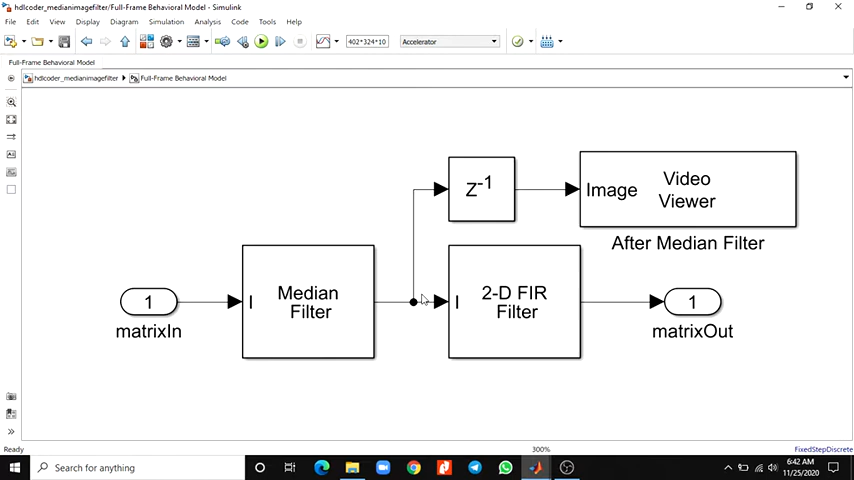 hdlcoder_medianimagefilter/Full-Frame Behavioral Model - Simulink
File Edit View Display Diagram Simulation Analysis Code Tools Help
402*324*10
Accelerator
Full-Frame Behavioral Model
hdlcoder_medianimagefilter Full-Frame Behavioral Model
Z-1
Image
Video
Viewer
After Median Filter
1
matrixIn
I
Median
Filter
I
2-D FIR
Filter
1
matrixOut
Ready
300%
FixedStepDiscrete
Search for anything
6:42 AM
11/25/2020